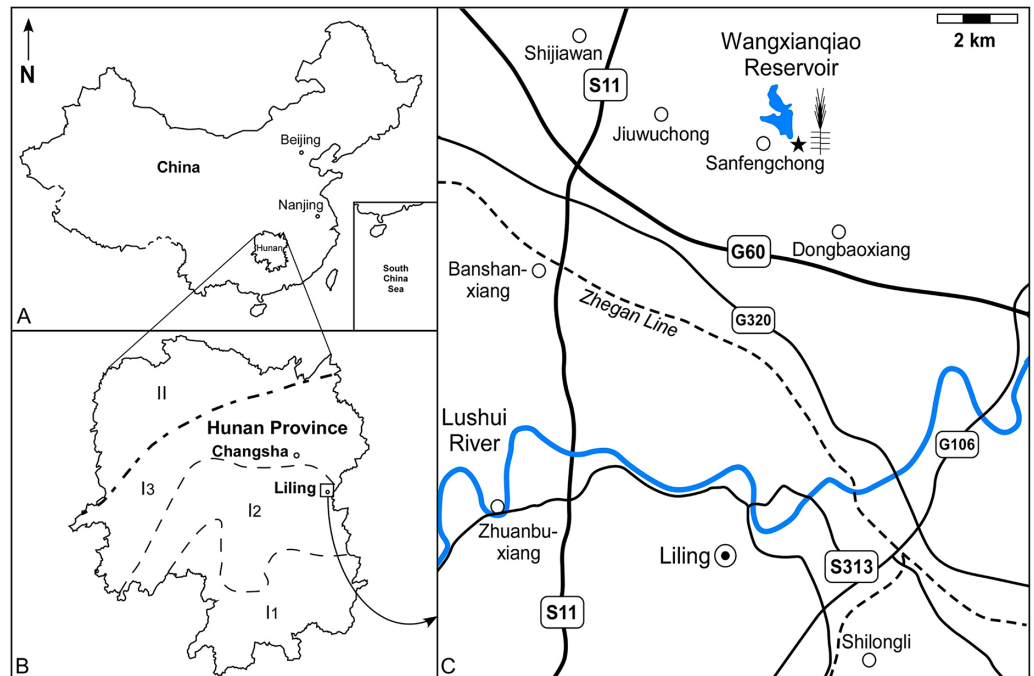 N
China
Beijing
Nanjing
Hunan
South
China
Sea
A
II
Hunan Province
Changsha
I3
Liling
I2
I1
B
2 km
Shijiawan
S11
Wangxianqiao
Reservoir
Jiuwuchong
Sanfengchong
G60
Dongbaoxiang
Banshan-
xiang
Zhegan Line
G320
Lushui
River
G106
Zhuanbu-
xiang
Liling
S313
S11
Shilongli
C